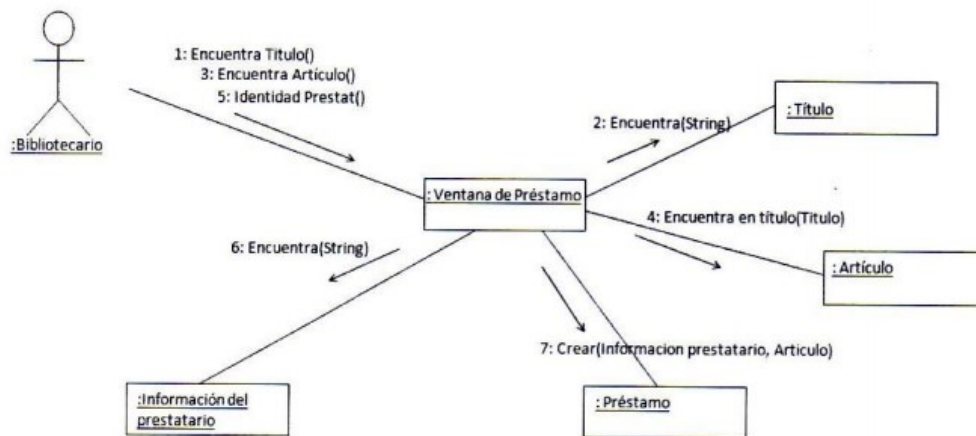 1: Encuentra Titulo()
3: Encuentra Artículo()
5: Identidad Prestat()
:Bibliotecario
2: Encuentra(String)
:Título
:Ventana de Préstamo
4: Encuentra en título(Titulo)
:Artículo
6: Encuentra(String)
7: Crear(Informacion prestatario, Articulo)
:Información del
prestatario
:Préstamo